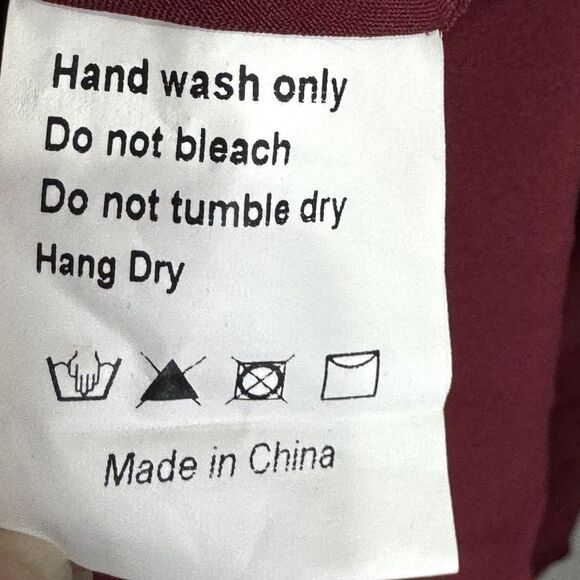 Hand wash only
Do not bleach
Do not tumble dry
Hang Dry
Made in China